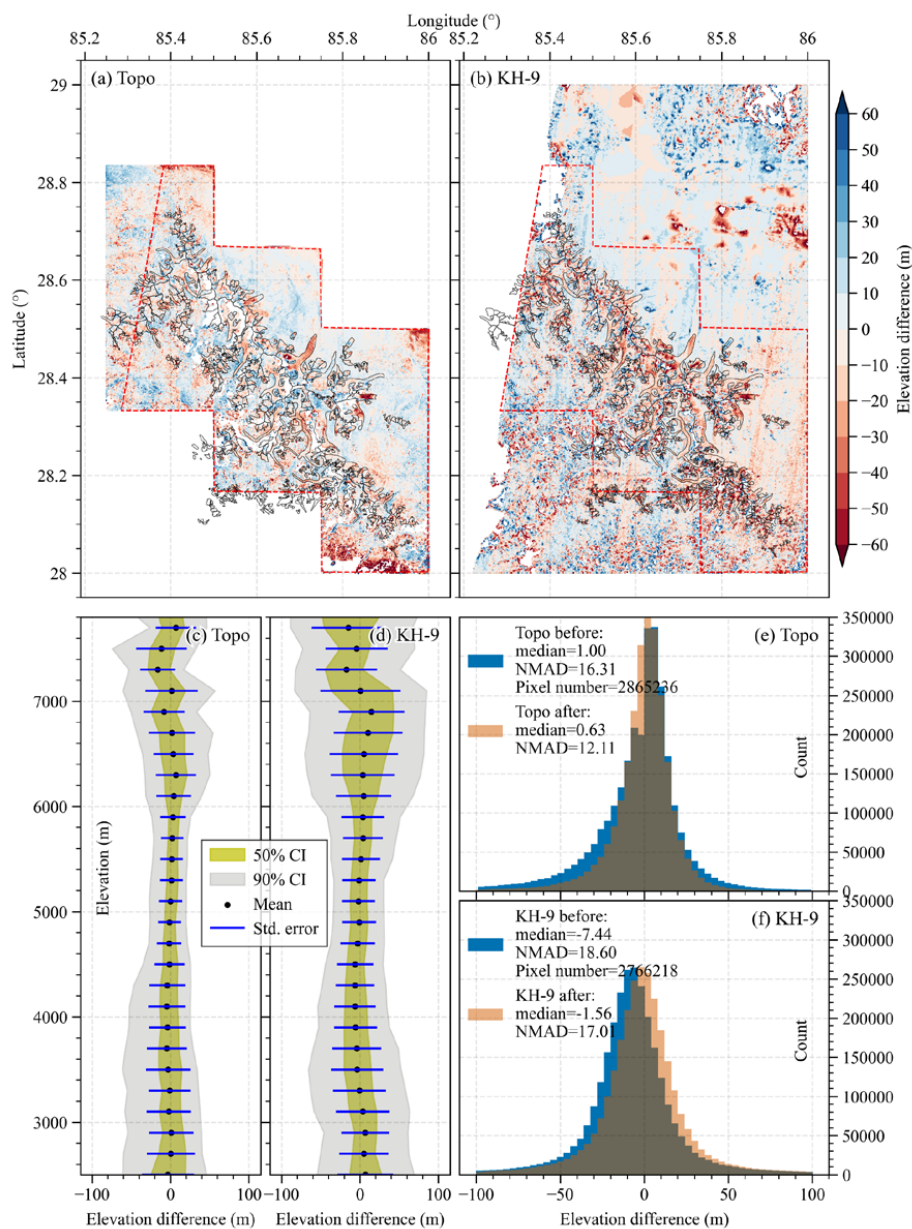 Longitude (°)
85.2 85.4 85.6 85.8 86 85.2 85.4 85.6 85.8 86
(a) Topo
(b) KH-9
29
28.8
28.6
28.4
28.2
28
Latitude (°)
60
50
40
30
20
10
0
−10
−20
−30
−40
−50
−60
Elevation difference (m)
(c) Topo
(d) KH-9
7000
6000
5000
4000
3000
Elevation (m)
50% CI
90% CI
Mean
Std. error
−100 0 100 −100 0 100
Elevation difference (m) Elevation difference (m)
(e) Topo
Topo before:
median=1.00
NMAD=16.31
Pixel number=2865236
Topo after:
median=0.63
NMAD=12.11
350000
300000
250000
200000
150000
100000
50000
0
Count
(f) KH-9
KH-9 before:
median=-7.44
NMAD=18.60
Pixel number=2766218
KH-9 after:
median=-1.56
NMAD=17.01
350000
300000
250000
200000
150000
100000
50000
0
Count
−100 −50 0 50 100
Elevation difference (m)